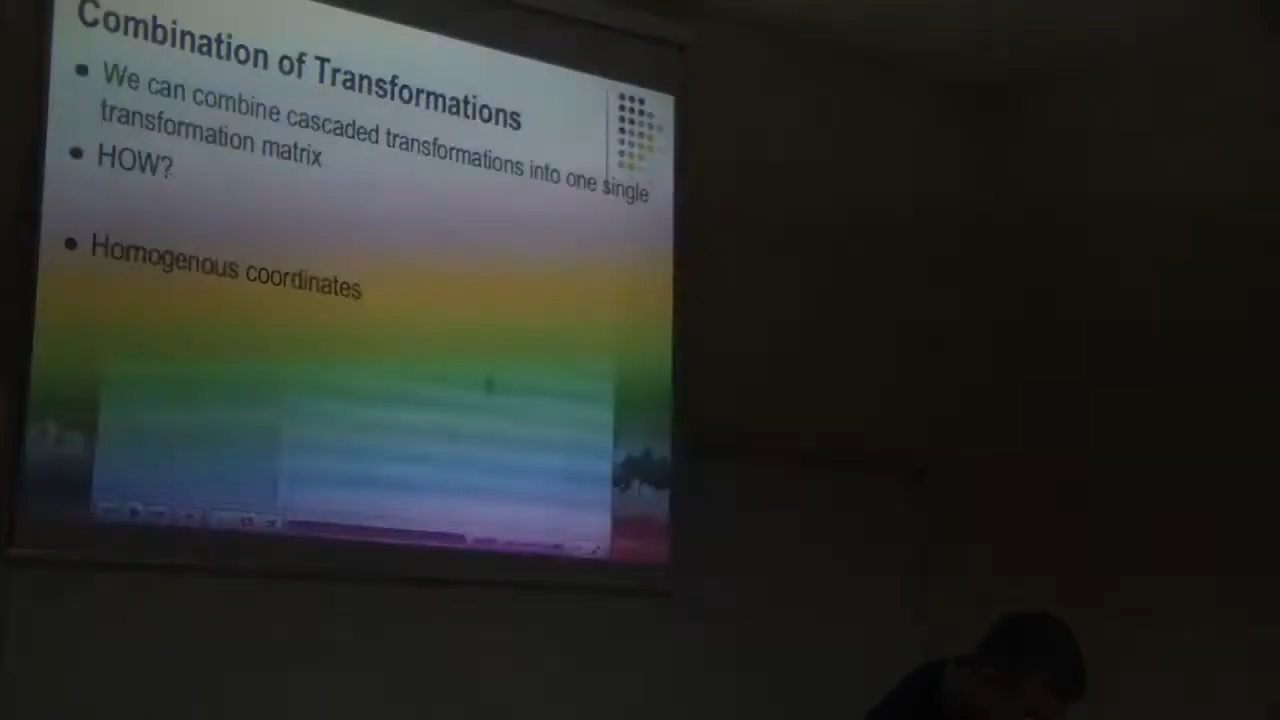 Combination of Transformations
We can combine cascaded transformations into one single
transformation matrix
HOW?
Homogenous coordinates